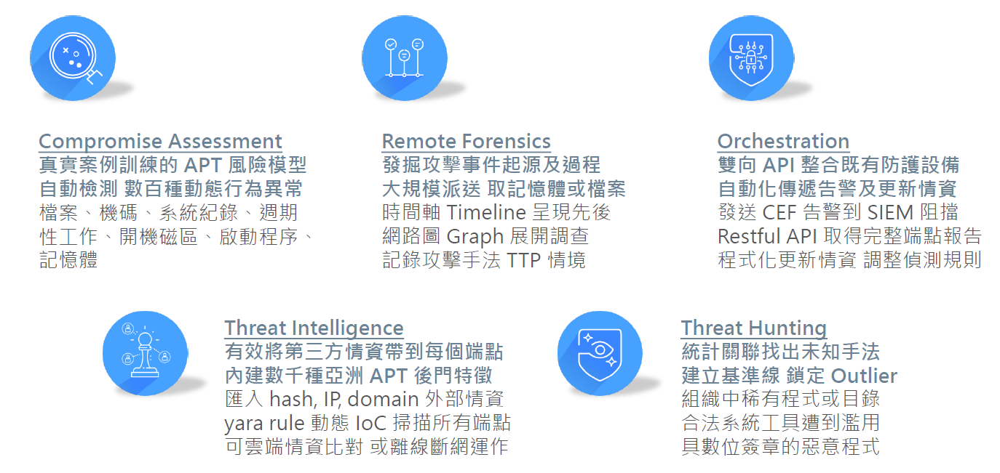 Compromise Assessment
真實案例訓練的 APT 風險模型
自動檢測 數百種動態行為異常
檔案、機碼、系統紀錄、週期
性工作、開機磁區、啟動程序、
記憶體
Remote Forensics
發掘攻擊事件起源及過程
大規模派送 取記憶體或檔案
時間軸 Timeline 呈現先後
網路圖 Graph 展開調查
記錄攻擊手法 TTP 情境
Orchestration
雙向 API 整合既有防護設備
自動化傳遞告警及更新情資
發送 CEF 告警到 SIEM 阻擋
Restful API 取得完整端點報告
程式化更新情資 調整偵測規則
Threat Intelligence
有效將第三方情資帶到每個端點
內建數千種亞洲 APT 後門特徵
匯入 hash, IP, domain 外部情資
yara rule 動態 IoC 掃描所有端點
可雲端情資比對 或離線斷網運作
Threat Hunting
統計關聯找出未知手法
建立基準線 鎖定 Outlier
組織中稀有程式或目錄
合法系統工具遭到濫用
具數位簽章的惡意程式